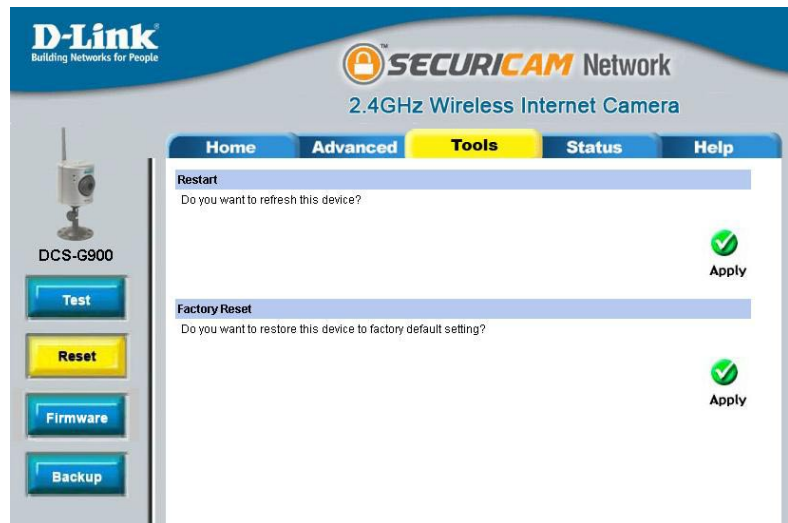 D-Link
Building Networks for People
SECURICAM Network
2.4GHz Wireless Internet Camera
Home
Advanced
Tools
Status
Help
DCS-G900
Test
Reset
Firmware
Backup
Restart
Do you want to refresh this device?
Apply
Factory Reset
Do you want to restore this device to factory default setting?
Apply